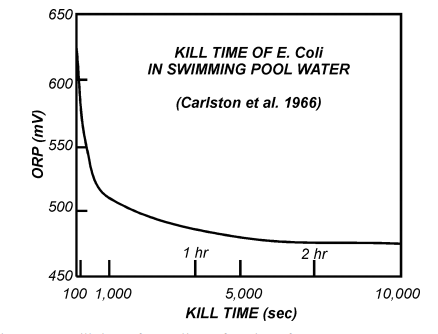 650
KILL TIME OF E. Coli
IN SWIMMING POOL WATER
(Carlston et al. 1966)
600
550
500
450
ORP (mV)
1 hr
2 hr
100 1,000 5,000 10,000
KILL TIME (sec)